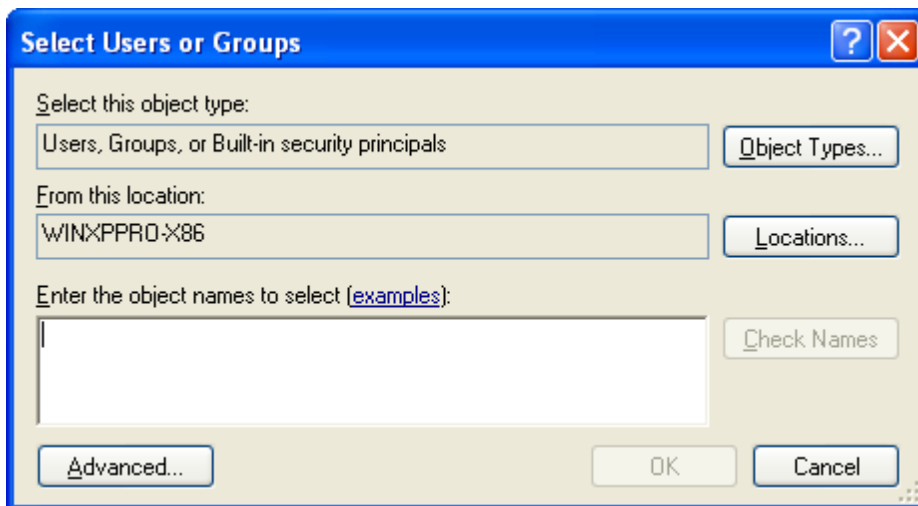 Select Users or Groups
Select this object type:
Users, Groups, or Built-in security principals
Object Types...
From this location:
WINXPPRO-X86
Locations...
Enter the object names to select (examples):
Check Names
Advanced...
OK
Cancel